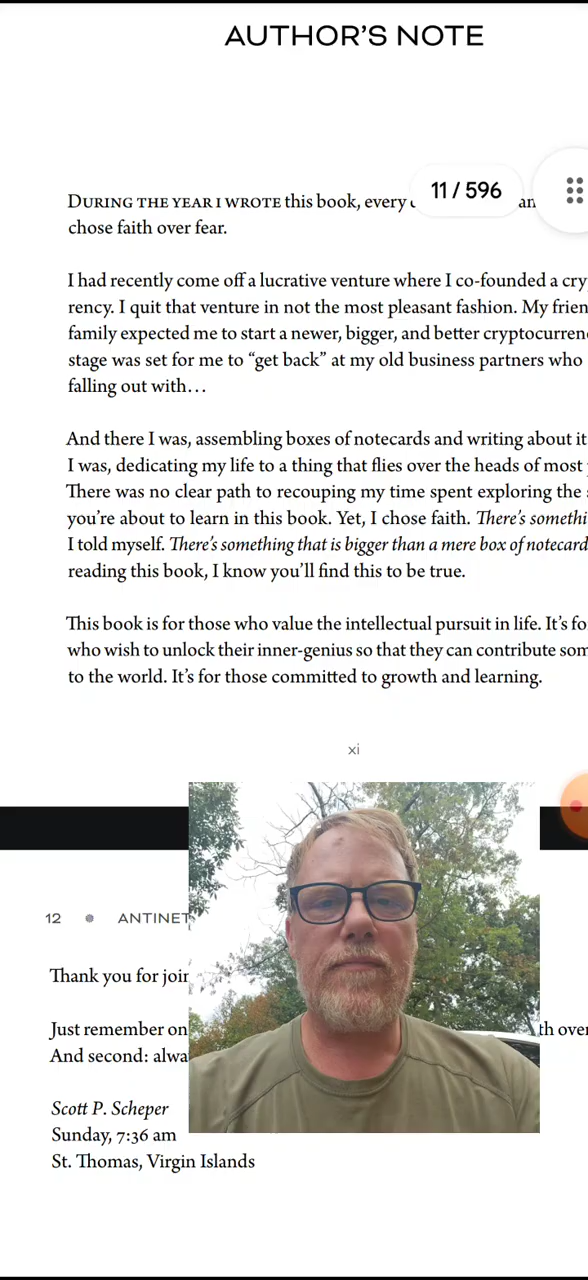 AUTHOR'S NOTE
11 / 596
DURING THE YEAR I WROTE this book, every
chose faith over fear.
I had recently come off a lucrative venture where I co-founded a cry
rency. I quit that venture in not the most pleasant fashion. My frien
family expected me to start a newer, bigger, and better cryptocurren
stage was set for me to “get back” at my old business partners who
falling out with…
And there I was, assembling boxes of notecards and writing about it
I was, dedicating my life to a thing that flies over the heads of most
There was no clear path to recouping my time spent exploring the
you’re about to learn in this book. Yet, I chose faith. There’s somethi
I told myself. There’s something that is bigger than a mere box of notecard
reading this book, I know you’ll find this to be true.
This book is for those who value the intellectual pursuit in life. It’s fo
who wish to unlock their inner-genius so that they can contribute som
to the world. It’s for those committed to growth and learning.
xi
12 ANTINET
Thank you for join
Just remember on th over
And second: alwa
Scott P. Scheper
Sunday, 7:36 am
St. Thomas, Virgin Islands